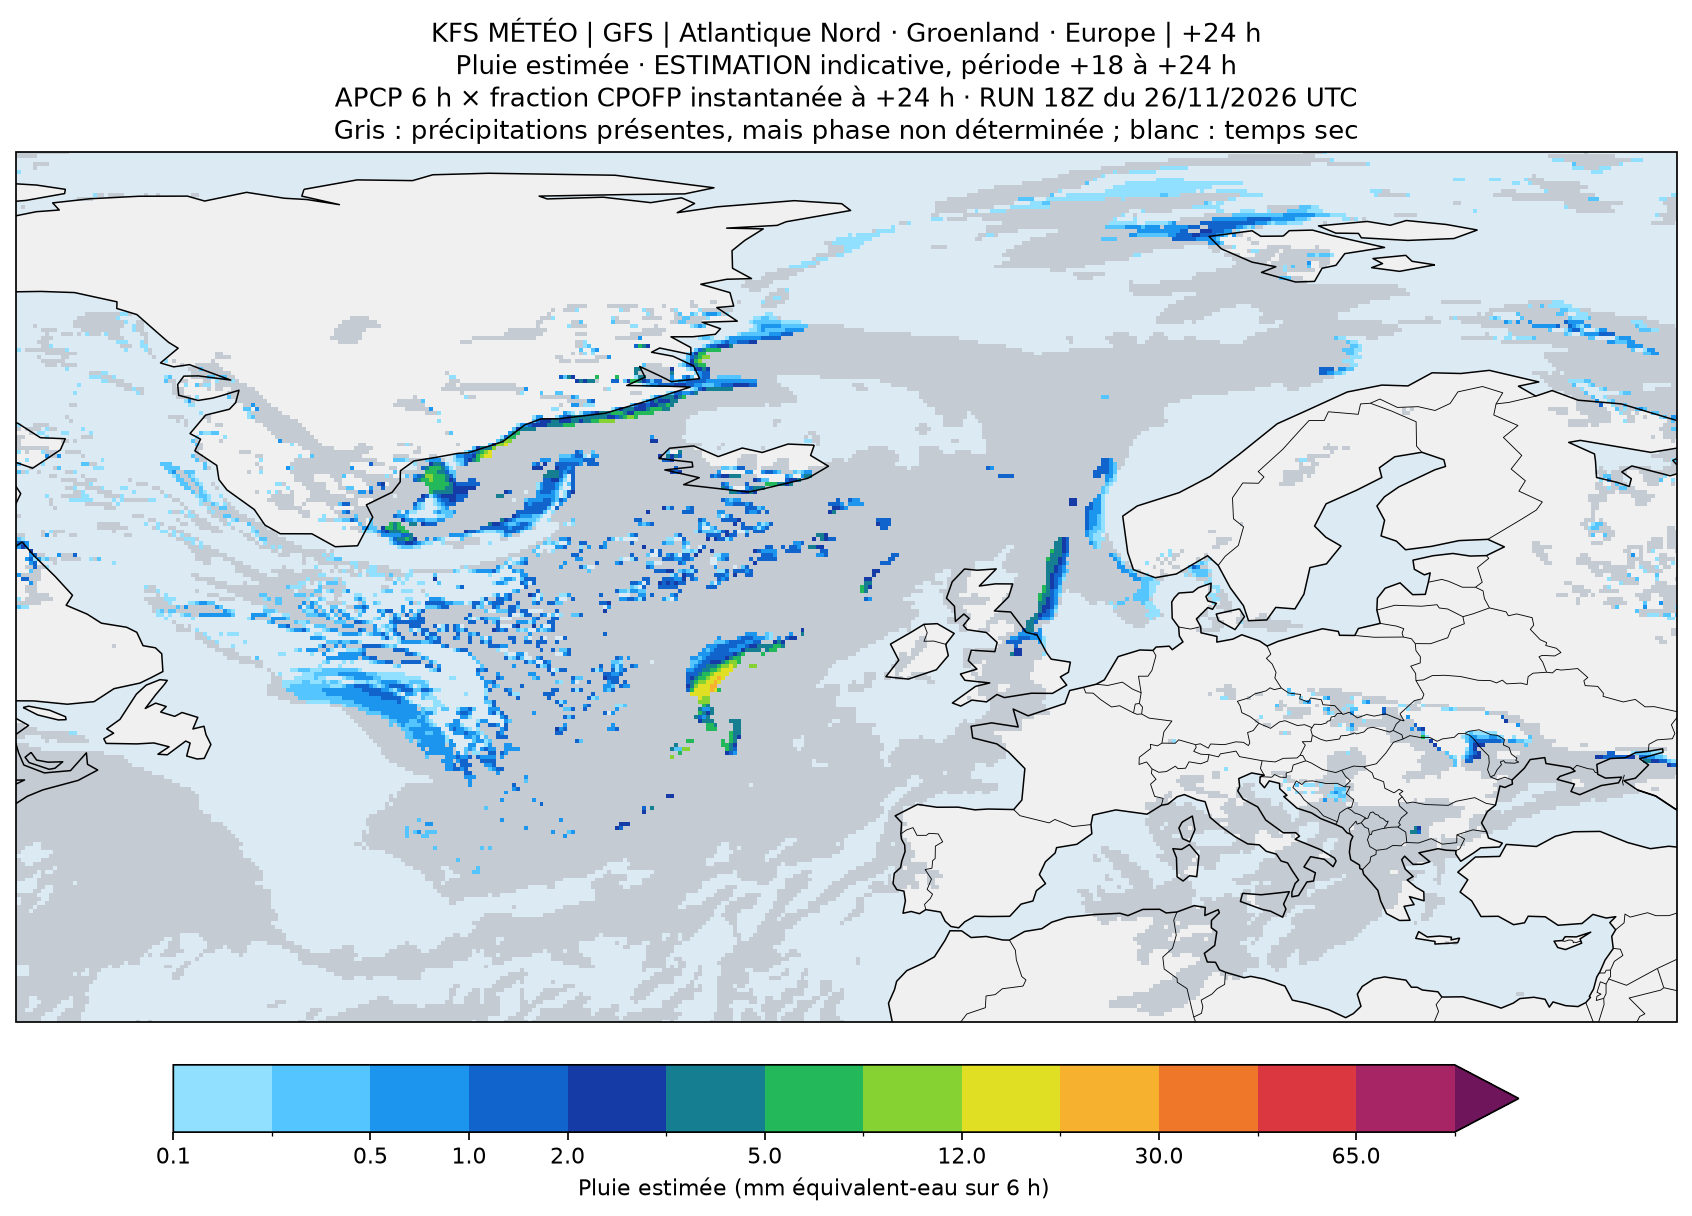 KFS MÉTÉO | GFS | Atlantique Nord · Groenland · Europe | +24 h
Pluie estimée · ESTIMATION indicative, période +18 à +24 h
APCP 6 h × fraction CPOFP instantanée à +24 h · RUN 18Z du 26/11/2026 UTC
Gris : précipitations présentes, mais phase non déterminée ; blanc : temps sec
0.1 0.5 1.0 2.0 5.0 12.0 30.0 65.0
Pluie estimée (mm équivalent-eau sur 6 h)